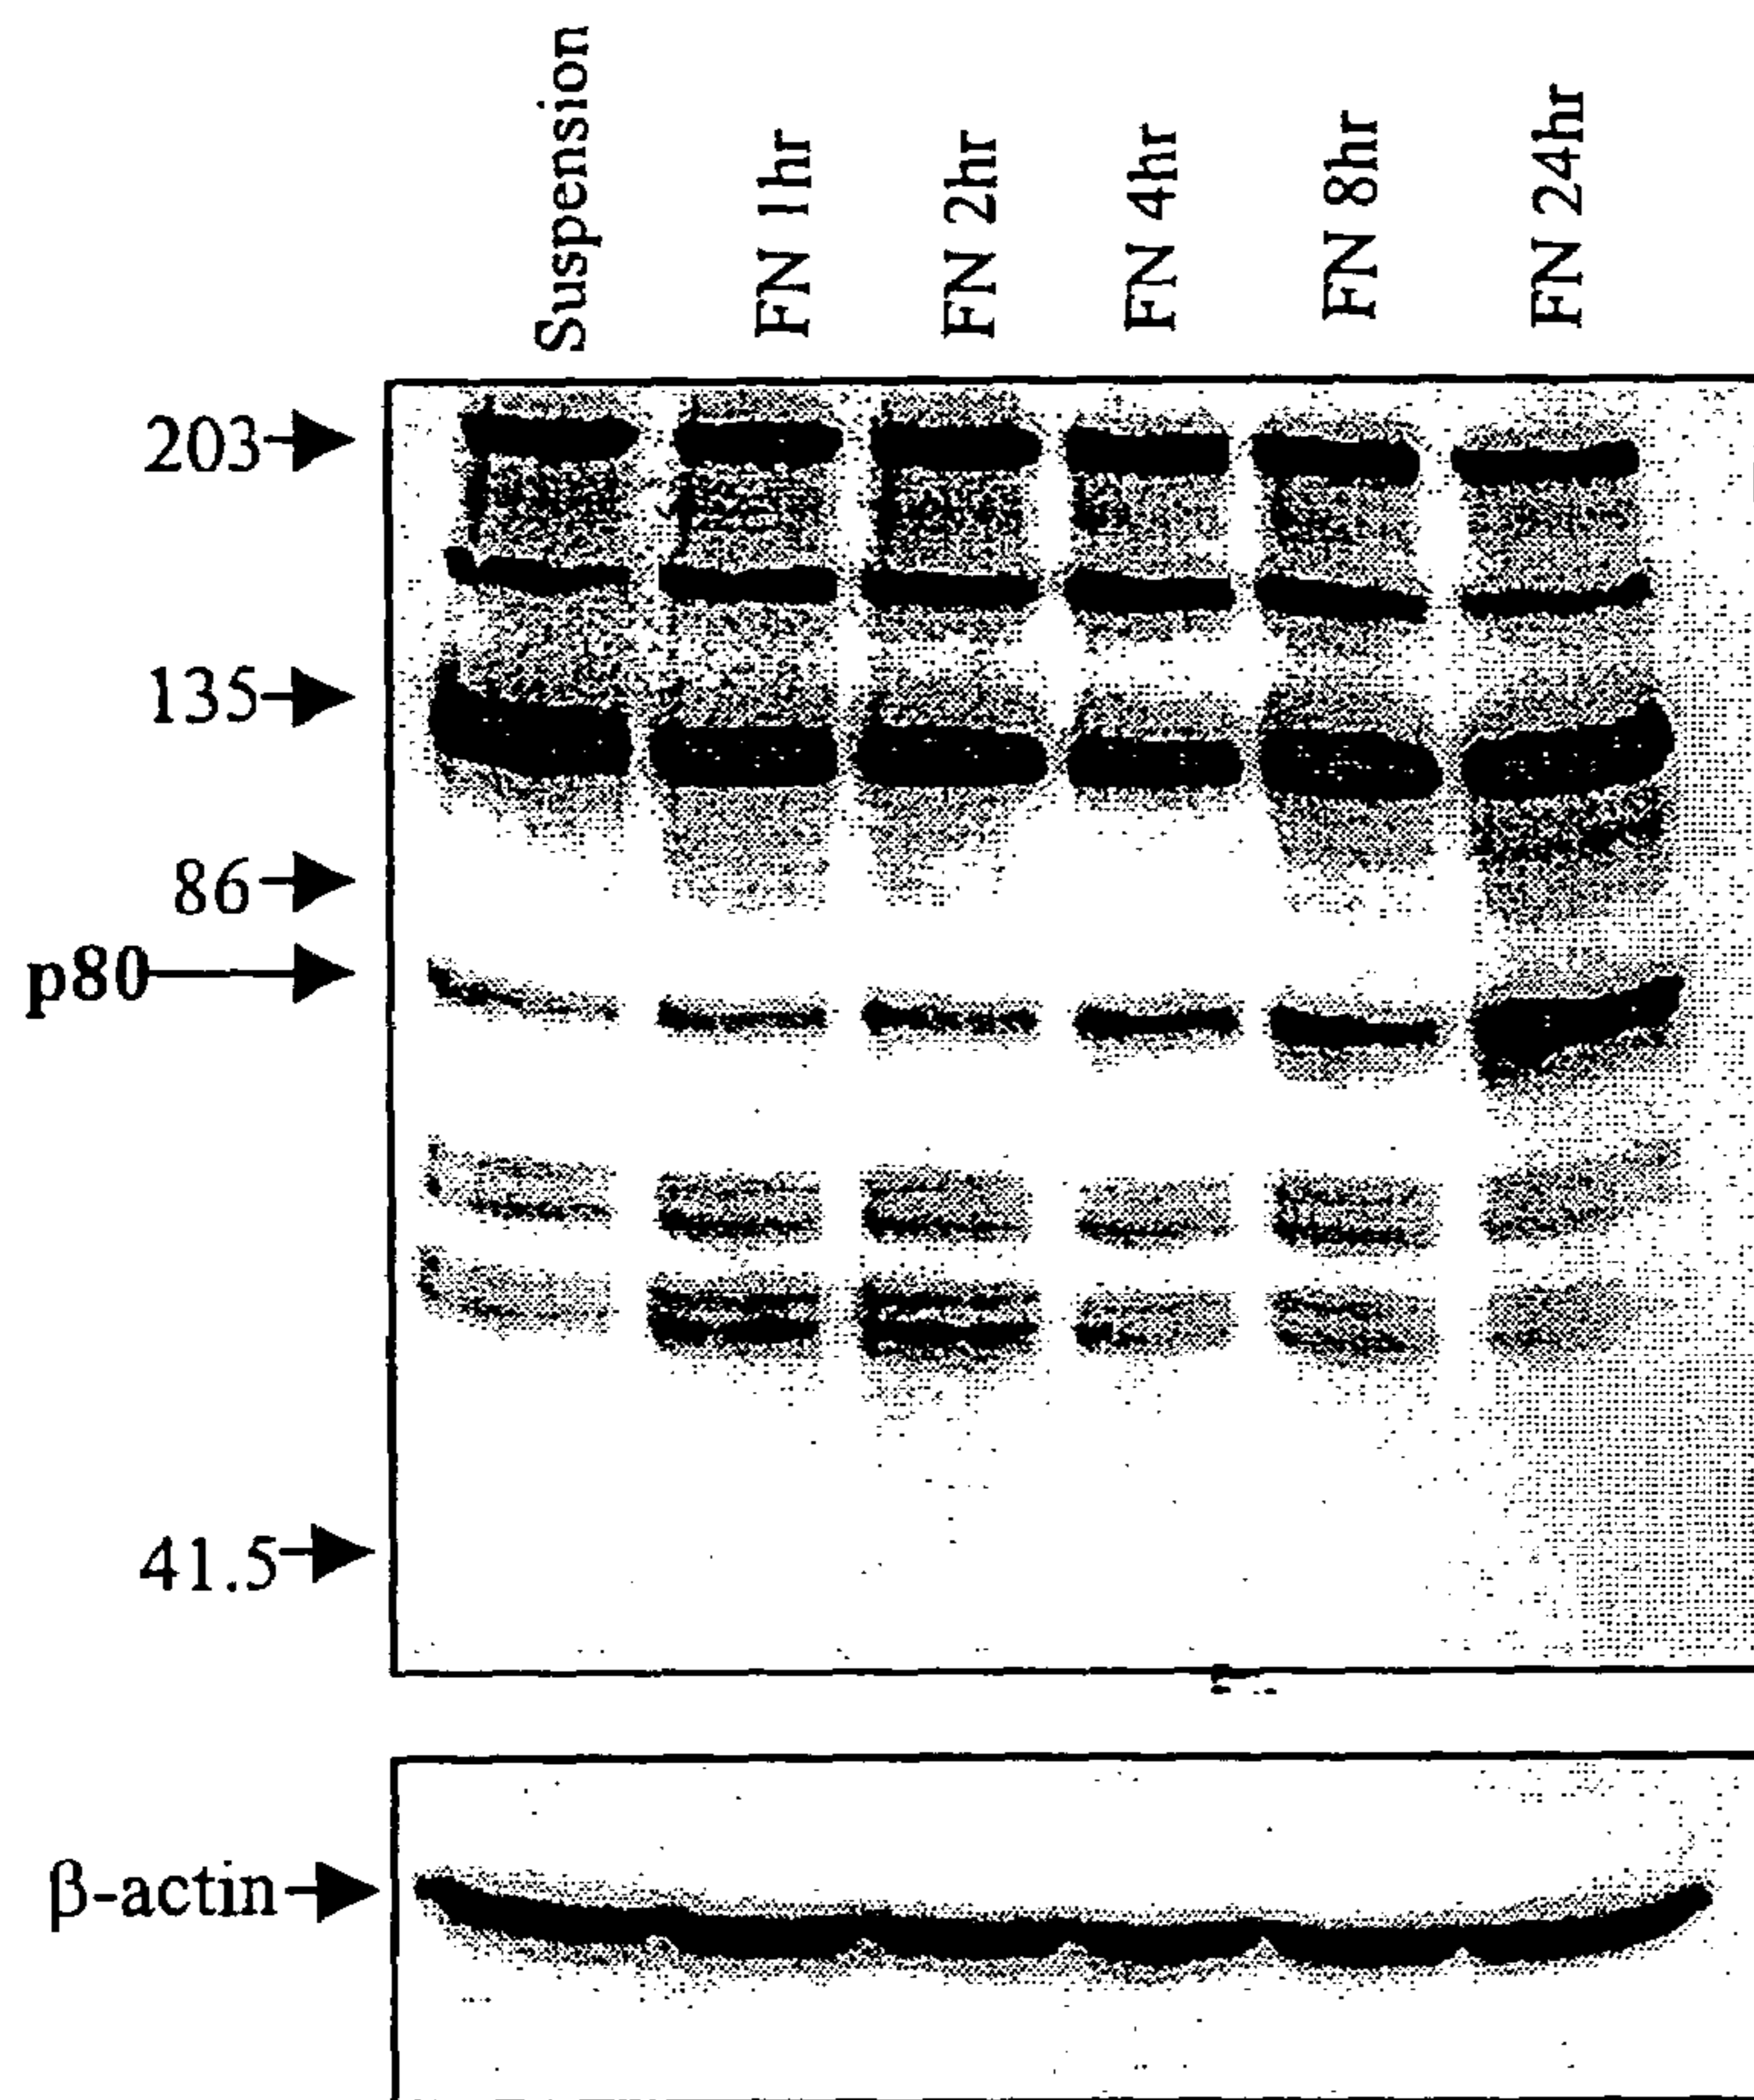 Suspension
FN 1hr
FN 2hr
FN 4hr
FN 8hr
FN 24hr
203
135
86
p80
41.5
β-actin